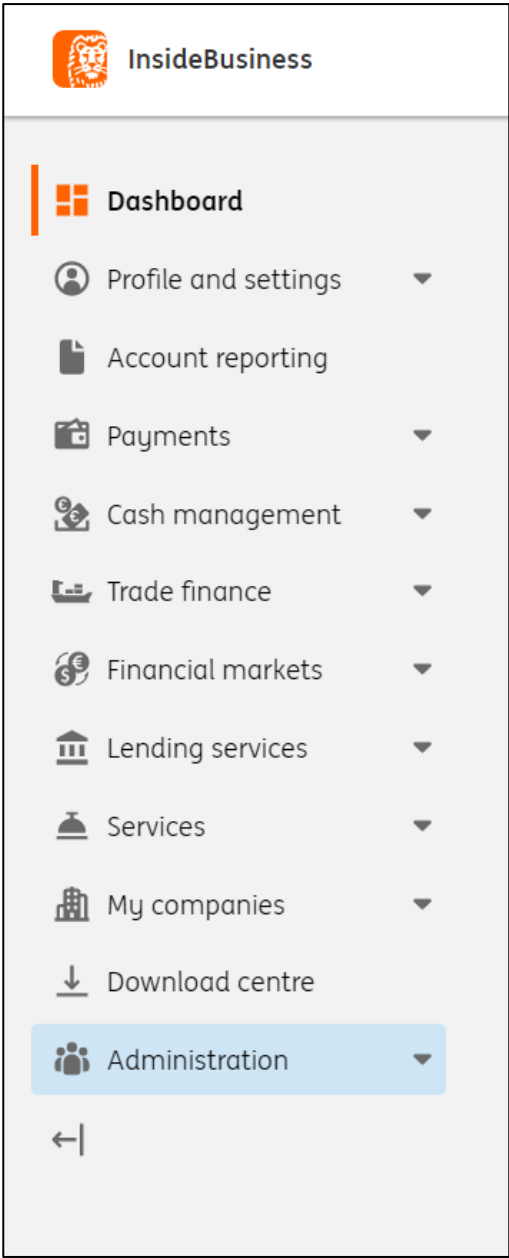 InsideBusiness
Dashboard
Profile and settings
Account reporting
Payments
Cash management
Trade finance
Financial markets
Lending services
Services
My companies
Download centre
Administration